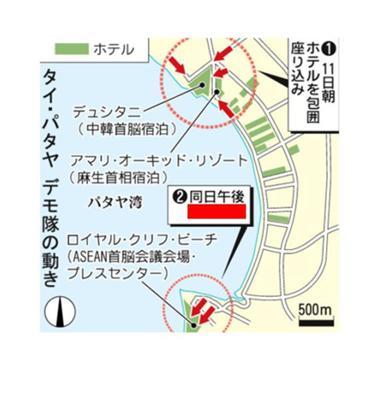 ホテル
❶11日朝
ホテルを包囲
座り込み
タイ・パタヤ デモ隊の動き
デュシタニ
(中韓首脳宿泊)
アマリ・オーキッド・リゾート
(麻生首相宿泊)
パタヤ湾
❷同日午後
ロイヤル・クリフ・ビーチ
(ASEAN首脳会議会場・
プレスセンター)
500m